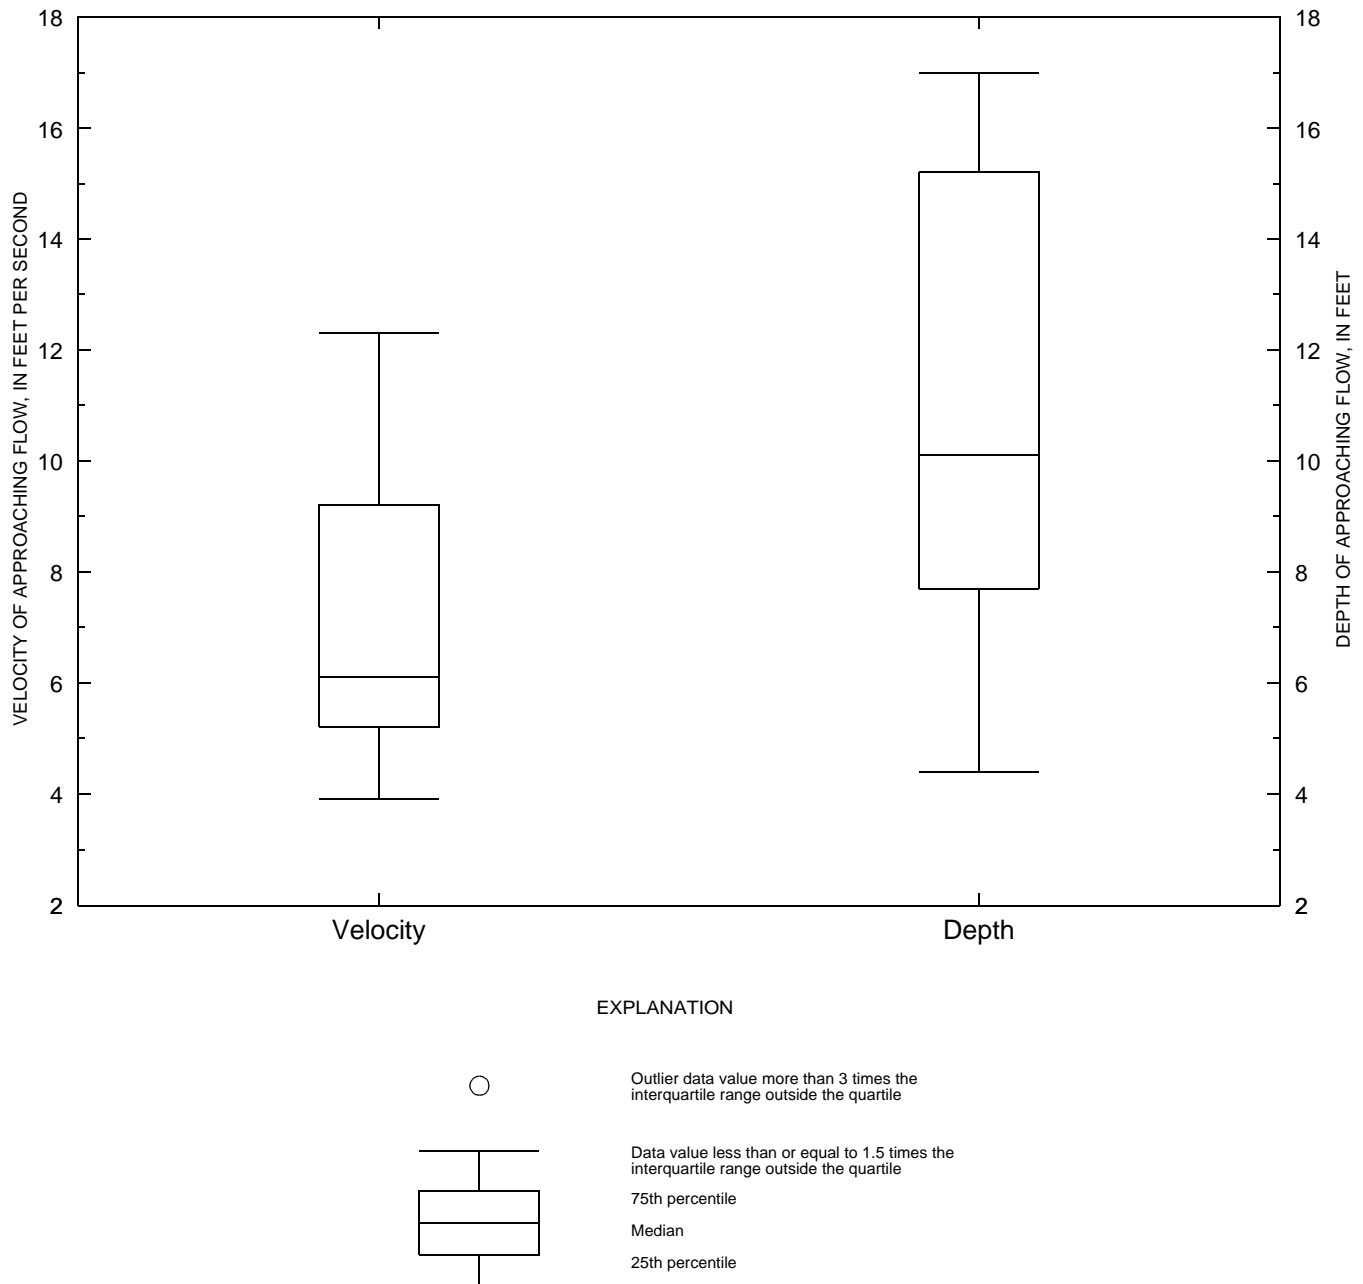 18
16
14
12
10
8
6
4
2
VELOCITY OF APPROACHING FLOW, IN FEET PER SECOND
18
16
14
12
10
8
6
4
2
DEPTH OF APPROACHING FLOW, IN FEET
Velocity
Depth
EXPLANATION
Outlier data value more than 3 times the
interquartile range outside the quartile
Data value less than or equal to 1.5 times the
interquartile range outside the quartile
75th percentile
Median
25th percentile